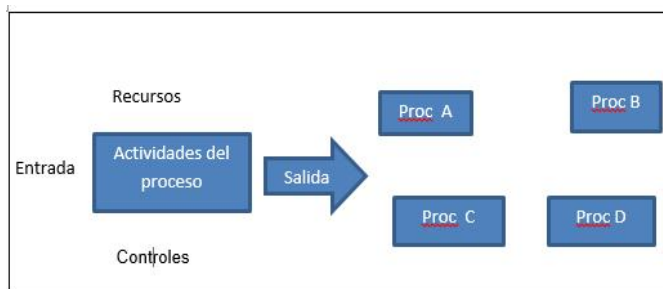 Recursos
Entrada
Actividades del
proceso
Salida
Controles
Proc A
Proc B
Proc C
Proc D